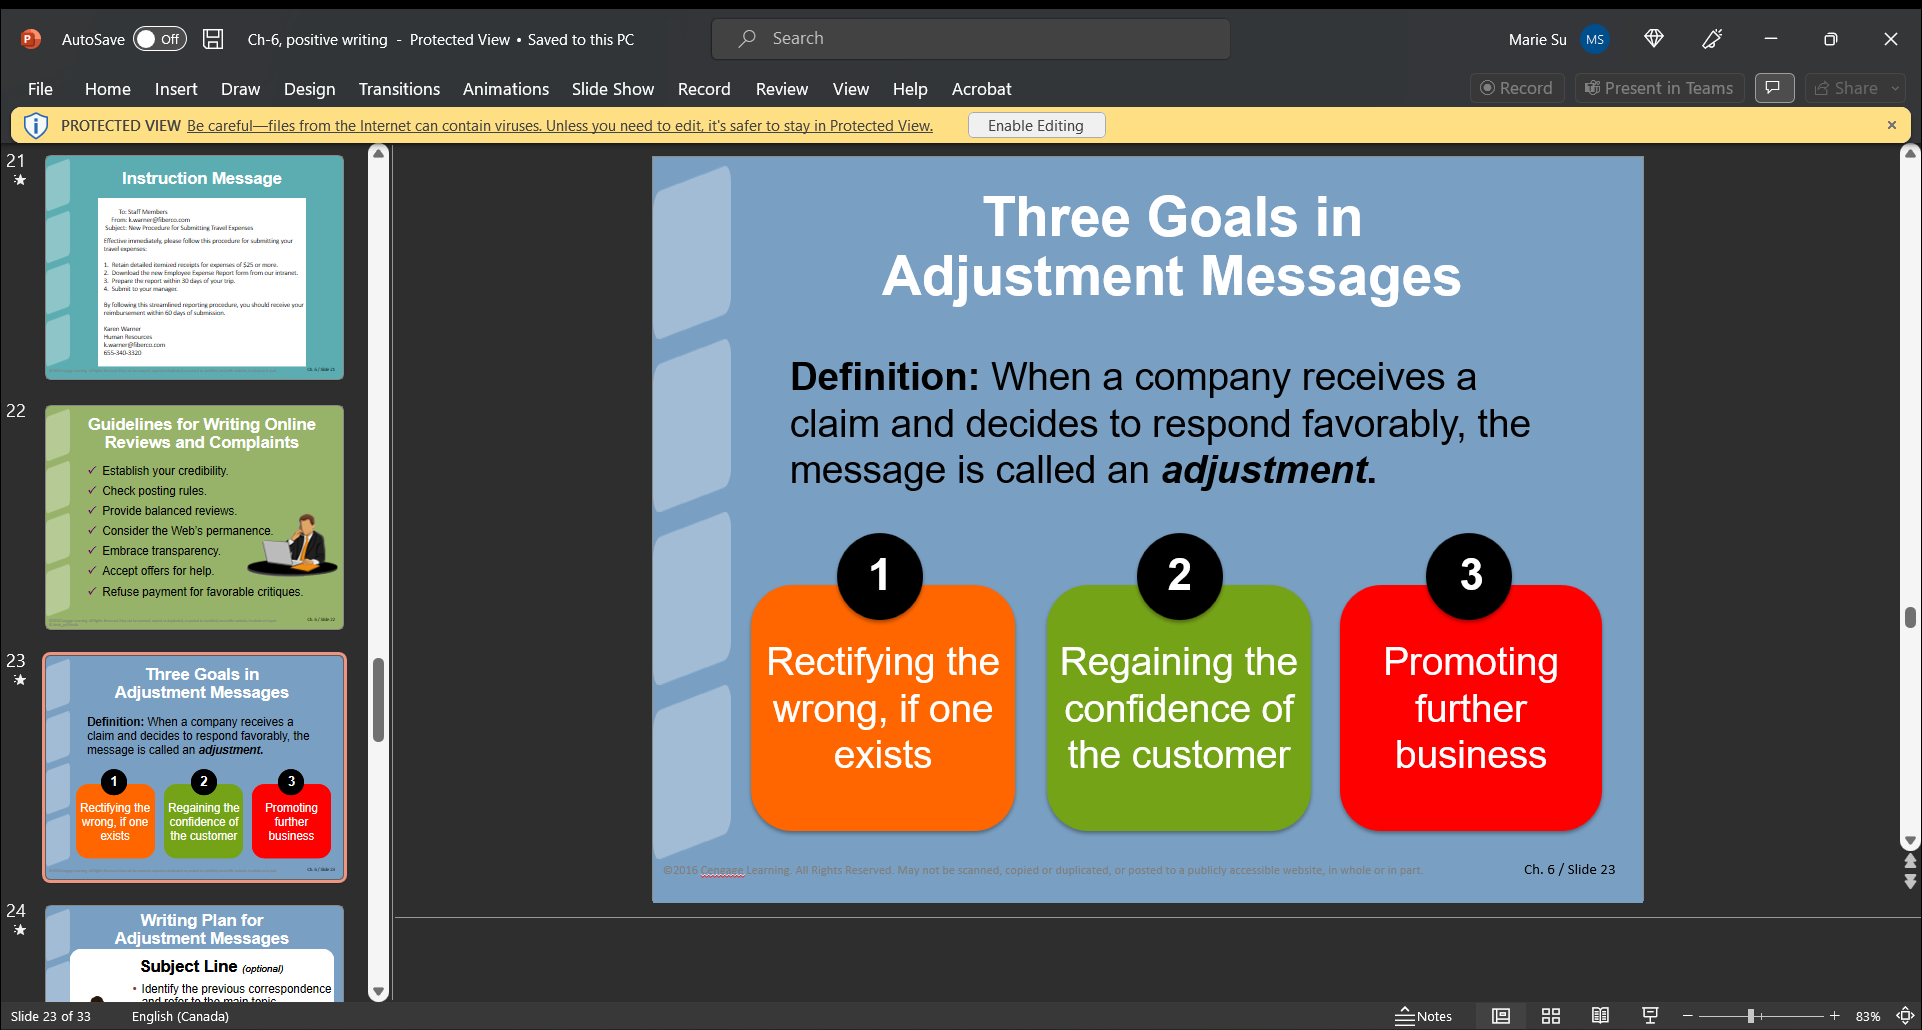 AutoSave Off Ch-6, positive writing - Protected View • Saved to this PC Search Marie Su MS
File Home Insert Draw Design Transitions Animations Slide Show Record Review View Help Acrobat Record Present in Teams Share
PROTECTED VIEW Be careful—files from the Internet can contain viruses. Unless you need to edit, it's safer to stay in Protected View. Enable Editing
21
Instruction Message
To: Staff Members
From: k.warner@fiberco.com
Subject: New Procedure for Submitting Travel Expenses
Effective immediately, please follow this procedure for submitting your
travel expenses:
1. Retain detailed itemized receipts for expenses of $25 or more.
2. Download the new Employee Expense Report form from our intranet.
3. Prepare the report within 30 days of your trip.
4. Submit to your manager.
By following this streamlined reporting procedure, you should receive your
reimbursement within 60 days of submission.
Karen Warner
Human Resources
k.warner@fiberco.com
655-340-3320
Ch. 6 / Slide 21
22
Guidelines for Writing Online
Reviews and Complaints
✓ Establish your credibility.
✓ Check posting rules.
✓ Provide balanced reviews.
✓ Consider the Web's permanence.
✓ Embrace transparency.
✓ Accept offers for help.
✓ Refuse payment for favorable critiques.
Ch. 6 / Slide 22
23
Three Goals in
Adjustment Messages
Definition: When a company receives a
claim and decides to respond favorably, the
message is called an adjustment.
1 2 3
Rectifying the Regaining the Promoting
wrong, if one confidence of further
exists the customer business
Ch. 6 / Slide 23
24
Writing Plan for
Adjustment Messages
Subject Line (optional)
• Identify the previous correspondence
and refer to the main topic
Three Goals in
Adjustment Messages
Definition: When a company receives a
claim and decides to respond favorably, the
message is called an adjustment.
1
Rectifying the
wrong, if one
exists
2
Regaining the
confidence of
the customer
3
Promoting
further
business
©2016 Cengage Learning. All Rights Reserved. May not be scanned, copied or duplicated, or posted to a publicly accessible website, in whole or in part.
Ch. 6 / Slide 23
Slide 23 of 33 English (Canada) Notes 83%